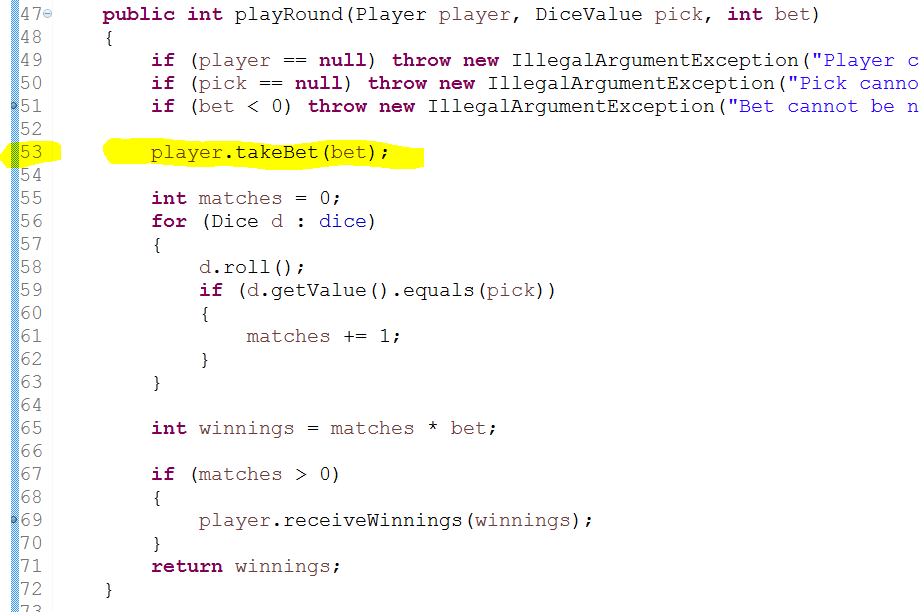 47 public int playRound(Player player, DiceValue pick, int bet)
48 {
49 if (player == null) throw new IllegalArgumentException("Player c
50 if (pick == null) throw new IllegalArgumentException("Pick canno
51 if (bet < 0) throw new IllegalArgumentException("Bet cannot be n
52
53 player.takeBet(bet);
54
55 int matches = 0;
56 for (Dice d : dice)
57 {
58 d.roll();
59 if (d.getValue().equals(pick))
60 {
61 matches += 1;
62 }
63 }
64
65 int winnings = matches * bet;
66
67 if (matches > 0)
68 {
69 player.receiveWinnings(winnings);
70 }
71 return winnings;
72 }
73